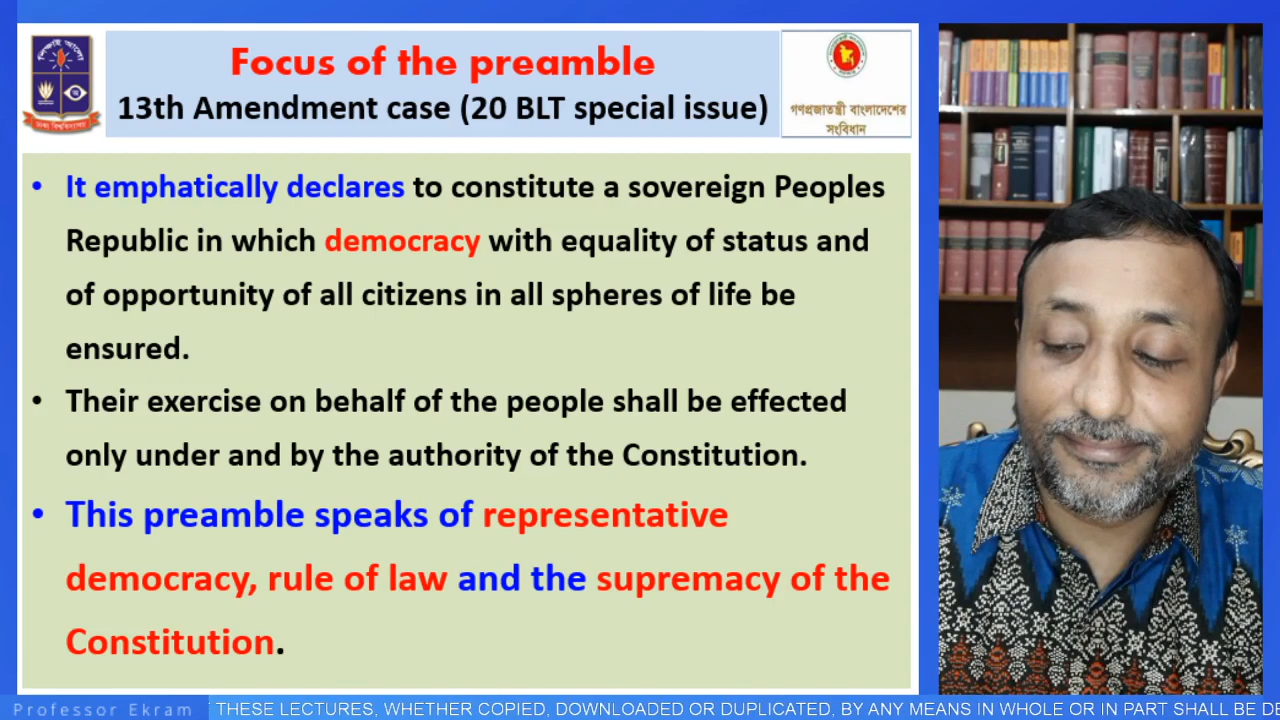 Focus of the preamble
13th Amendment case (20 BLT special issue)
শিক্ষাই আলো
ঢাকা বিশ্ববিদ্যালয়
গণপ্রজাতন্ত্রী বাংলাদেশের
সংবিধান
• It emphatically declares to constitute a sovereign Peoples
Republic in which democracy with equality of status and
of opportunity of all citizens in all spheres of life be
ensured.
• Their exercise on behalf of the people shall be effected
only under and by the authority of the Constitution.
• This preamble speaks of representative
democracy, rule of law and the supremacy of the
Constitution.
Professor Ekram
THESE LECTURES, WHETHER COPIED, DOWNLOADED OR DUPLICATED, BY ANY MEANS IN WHOLE OR IN PART SHALL BE DE